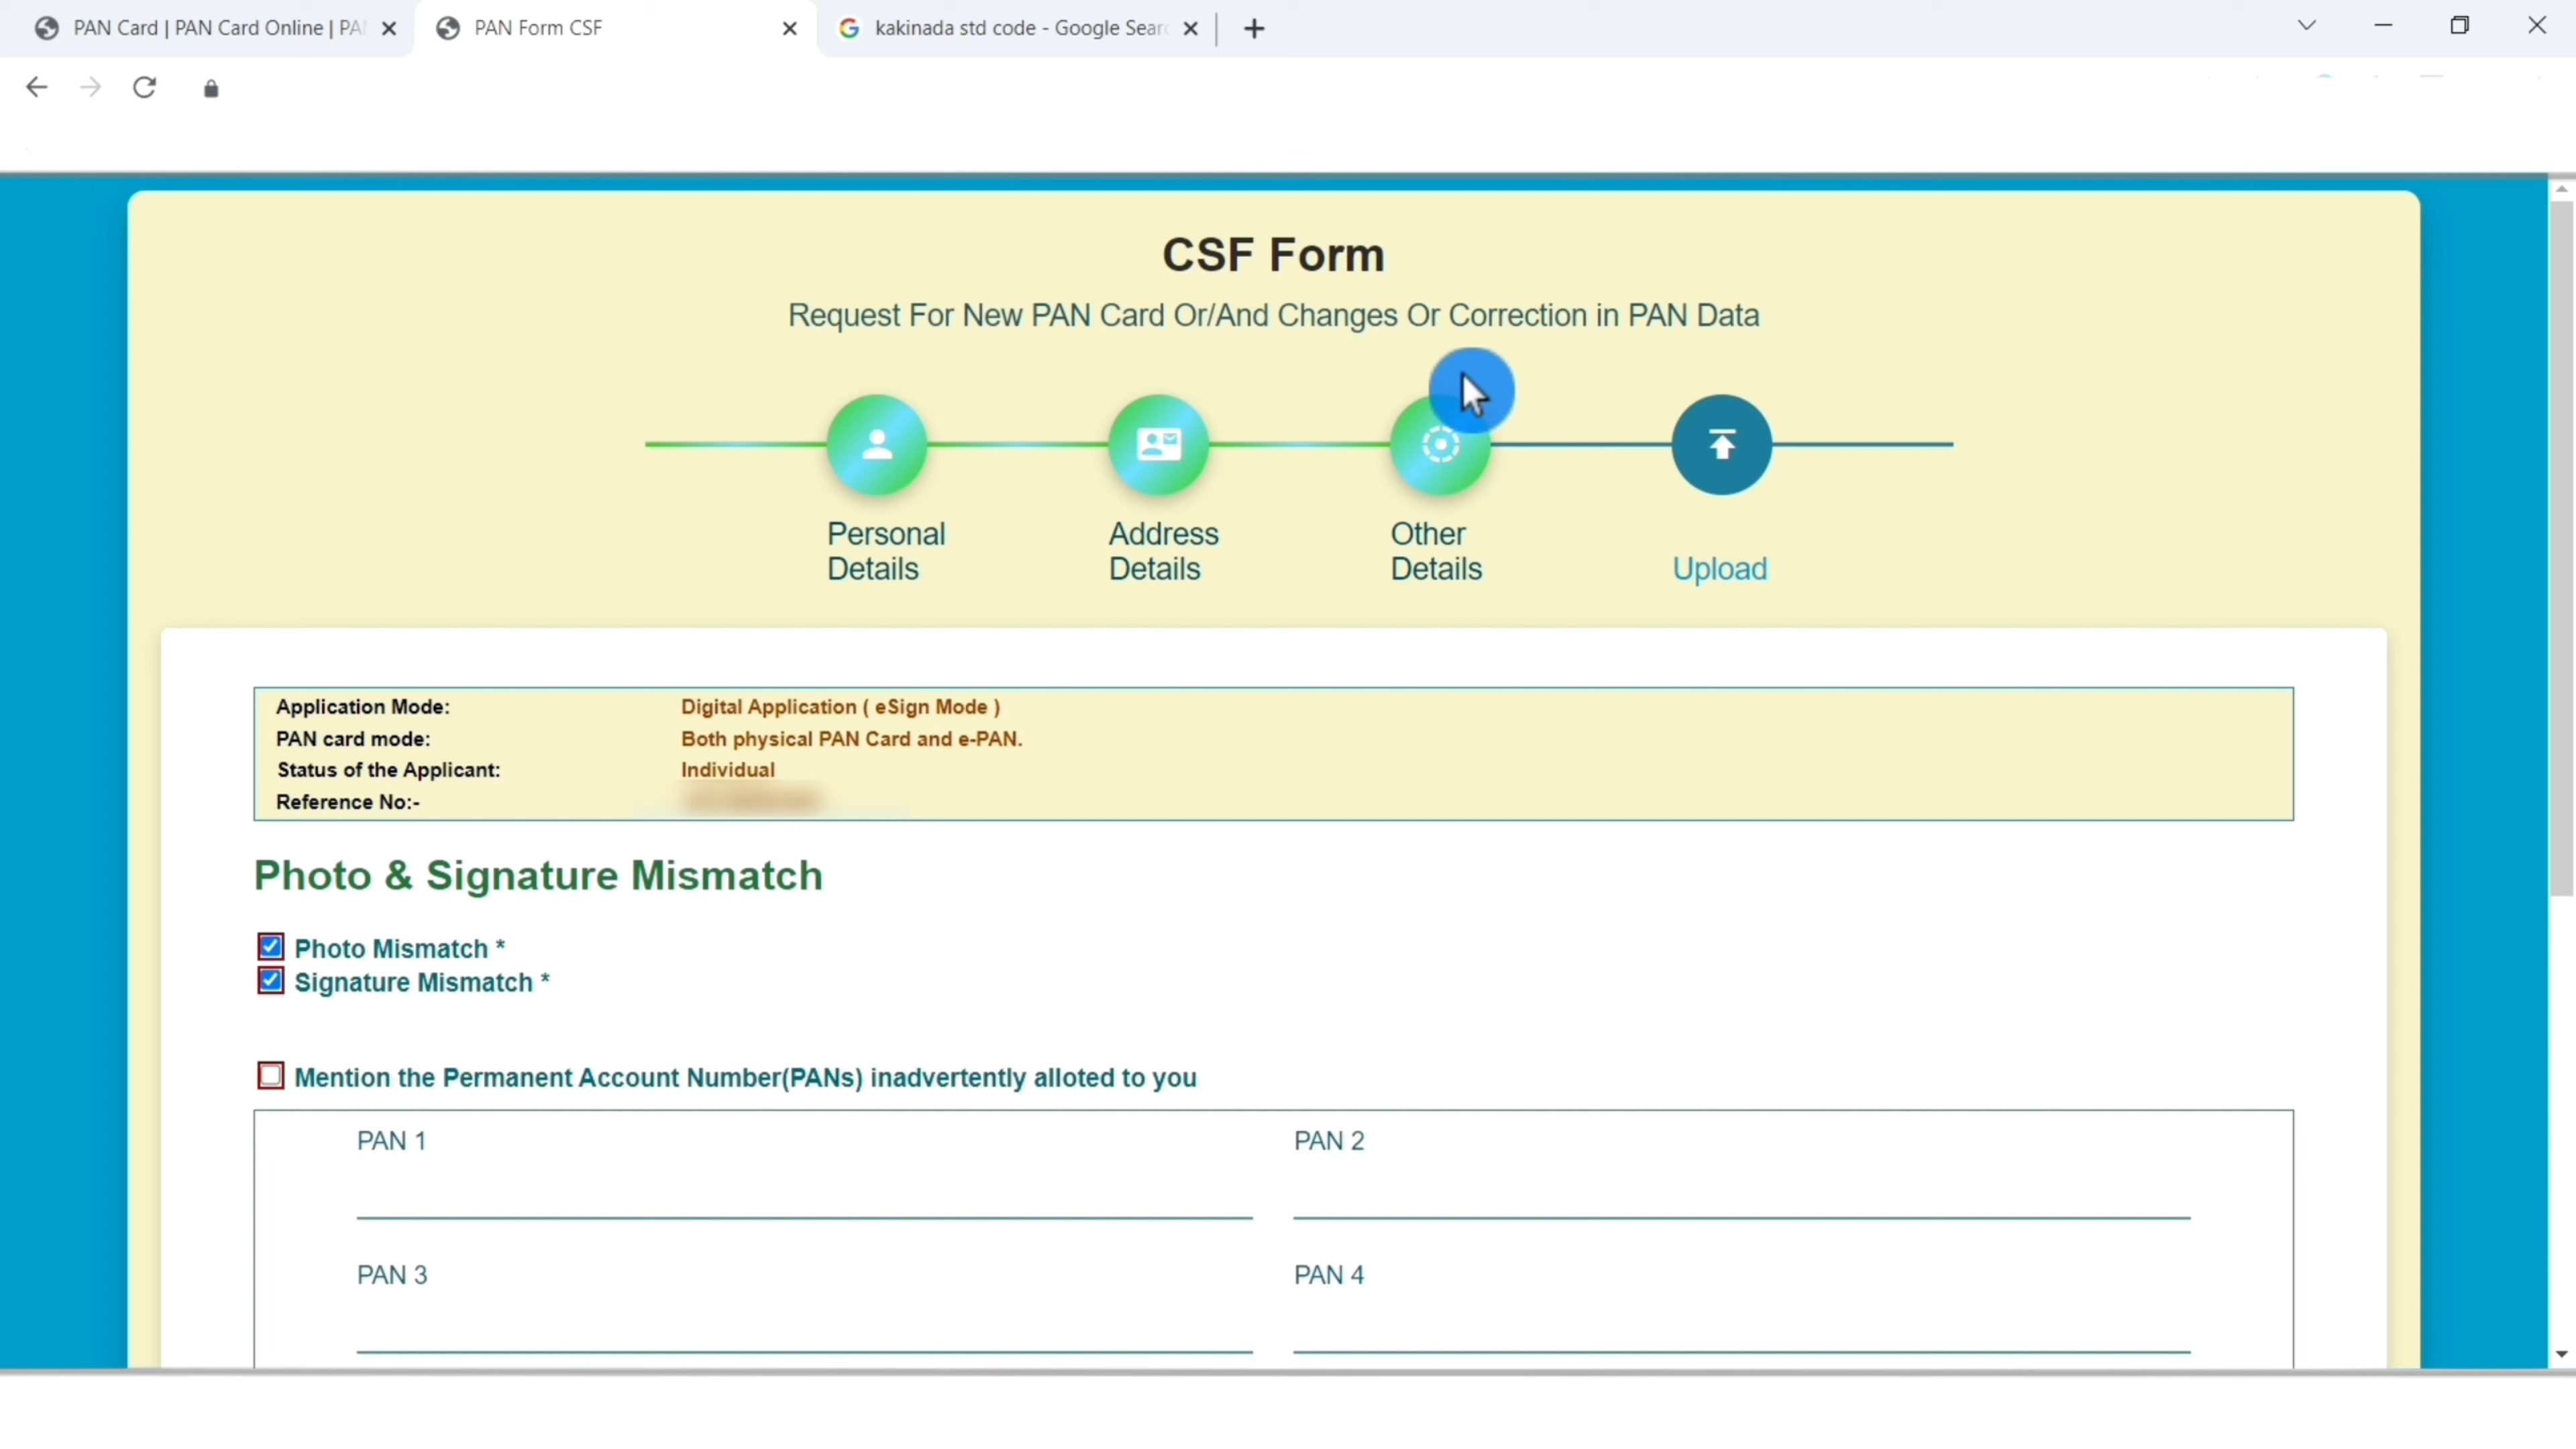 PAN Card | PAN Card Online | PAN
PAN Form CSF
kakinada std code - Google Sear
CSF Form
Request For New PAN Card Or/And Changes Or Correction in PAN Data
Personal Details
Address Details
Other Details
Upload
Application Mode: Digital Application ( eSign Mode )
PAN card mode: Both physical PAN Card and e-PAN.
Status of the Applicant: Individual
Reference No:-
Photo & Signature Mismatch
Photo Mismatch *
Signature Mismatch *
Mention the Permanent Account Number(PANs) inadvertently alloted to you
PAN 1
PAN 2
PAN 3
PAN 4